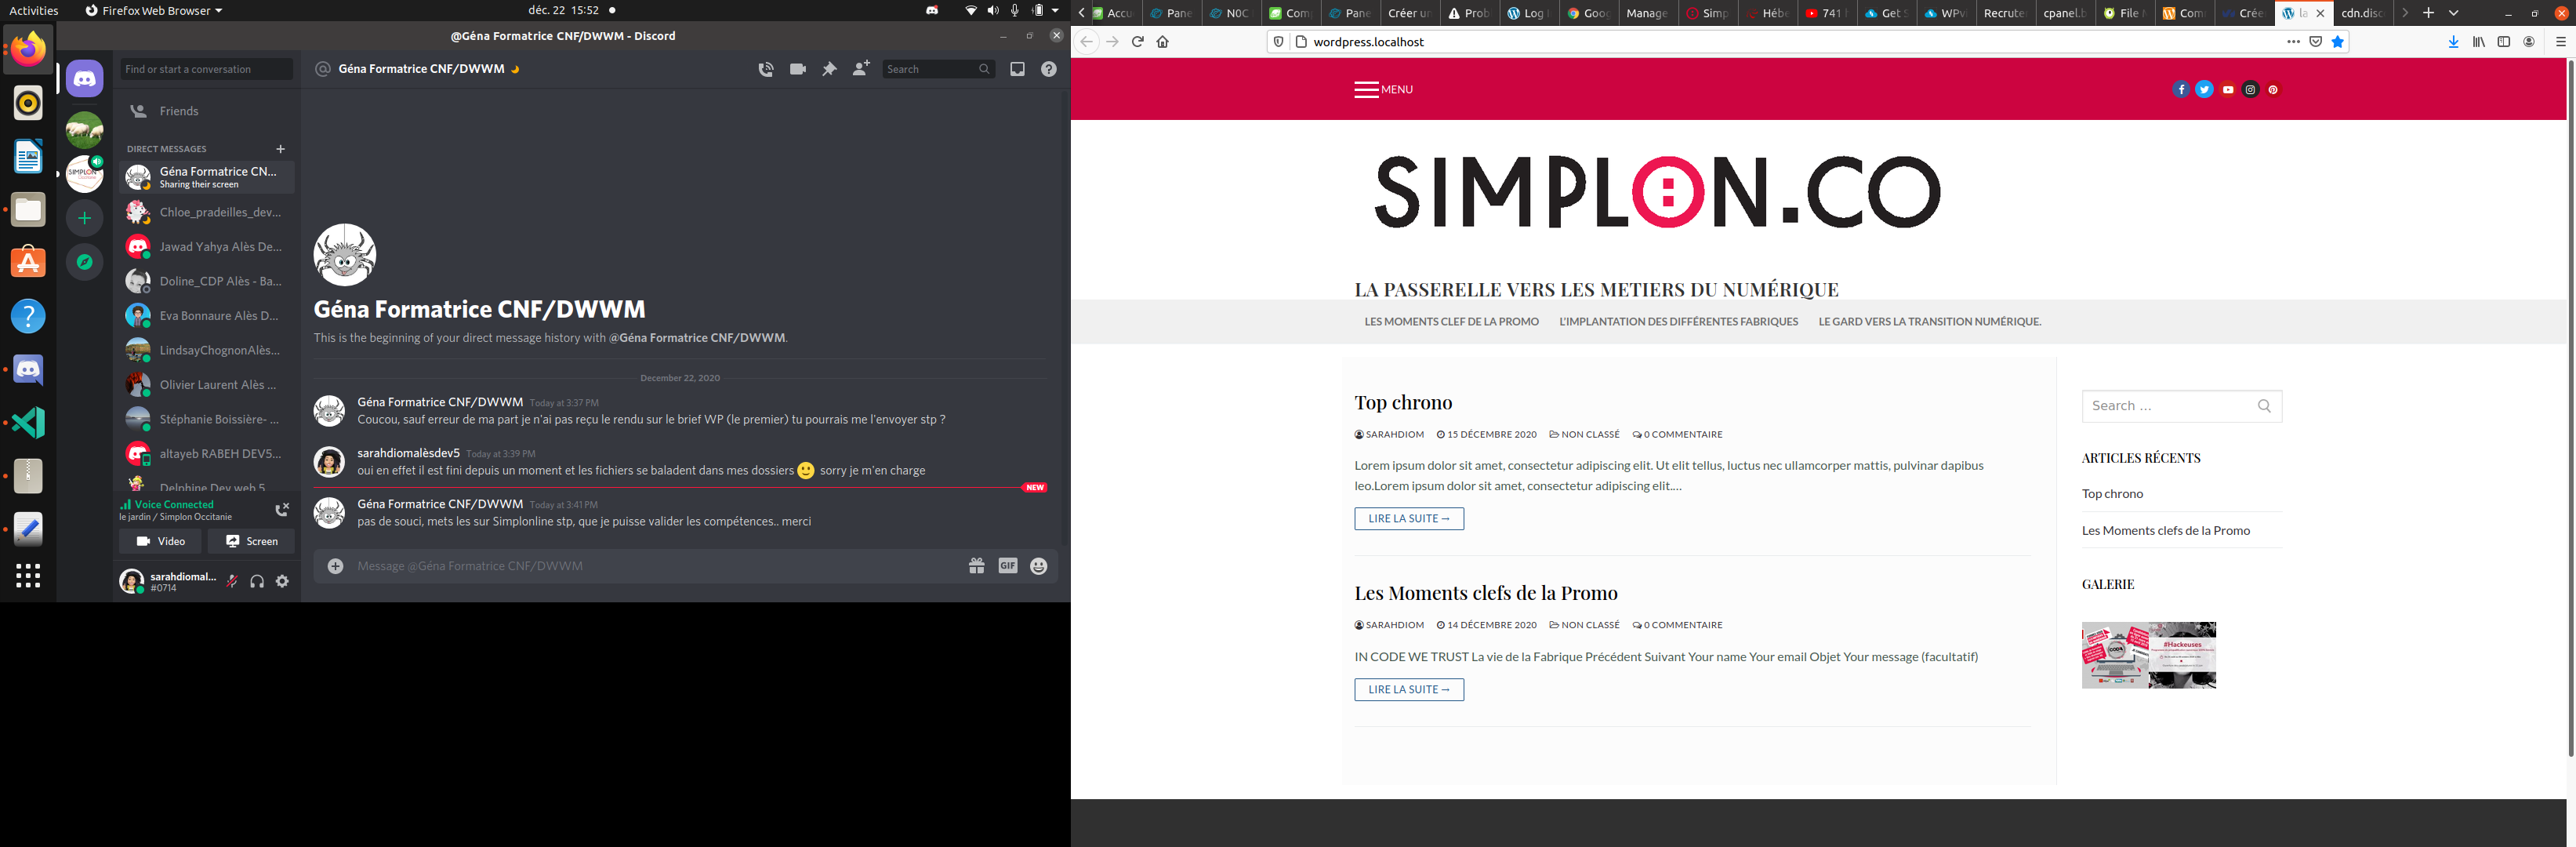 Activities
Firefox Web Browser
déc. 22 15:52
@Géna Formatrice CNF/DWWM - Discord
Find or start a conversation
Friends
DIRECT MESSAGES
Géna Formatrice CN...
Sharing their screen
Chloe_pradeilles_dev...
Jawad Yahya Alès De...
Doline_CDP Alès - Ba...
Eva Bonnaure Alès D...
LindsayChognonAlès...
Olivier Laurent Alès ...
Stéphanie Boissière- ...
altayeb RABEH DEV5...
Delphine Dev web 5
Voice Connected
le jardin / Simplon Occitanie
Video
Screen
sarahdiomal...
#0714
SIMPLON
Géna Formatrice CNF/DWWM
Search
Géna Formatrice CNF/DWWM
This is the beginning of your direct message history with @Géna Formatrice CNF/DWWM.
December 22, 2020
Géna Formatrice CNF/DWWM Today at 3:37 PM
Coucou, sauf erreur de ma part je n'ai pas reçu le rendu sur le brief WP (le premier) tu pourrais me l'envoyer stp ?
sarahdiomalèsdev5 Today at 3:39 PM
oui en effet il est fini depuis un moment et les fichiers se baladent dans mes dossiers sorry je m'en charge
NEW
Géna Formatrice CNF/DWWM Today at 3:41 PM
pas de souci, mets les sur Simplonline stp, que je puisse valider les compétences.. merci
Message @Géna Formatrice CNF/DWWM
GIF
Accu
Pane
N0C
Com
Pane
Créer un
Prob
Log I
Goog
Manage
Simp
Hébe
741
Get S
WPvi
Recrute
cpanel.b
File M
Com
Crée
la
cdn.disc
wordpress.localhost
MENU
SIMPLON.CO
LA PASSERELLE VERS LES METIERS DU NUMÉRIQUE
LES MOMENTS CLEF DE LA PROMO
L'IMPLANTATION DES DIFFÉRENTES FABRIQUES
LE GARD VERS LA TRANSITION NUMÉRIQUE.
Top chrono
SARAHDIOM 15 DÉCEMBRE 2020 NON CLASSÉ 0 COMMENTAIRE
Lorem ipsum dolor sit amet, consectetur adipiscing elit. Ut elit tellus, luctus nec ullamcorper mattis, pulvinar dapibus
leo.Lorem ipsum dolor sit amet, consectetur adipiscing elit....
LIRE LA SUITE →
Les Moments clefs de la Promo
SARAHDIOM 14 DÉCEMBRE 2020 NON CLASSÉ 0 COMMENTAIRE
IN CODE WE TRUST La vie de la Fabrique Précédent Suivant Your name Your email Objet Your message (facultatif)
LIRE LA SUITE →
Search ...
ARTICLES RÉCENTS
Top chrono
Les Moments clefs de la Promo
GALERIE
#Hackeuses